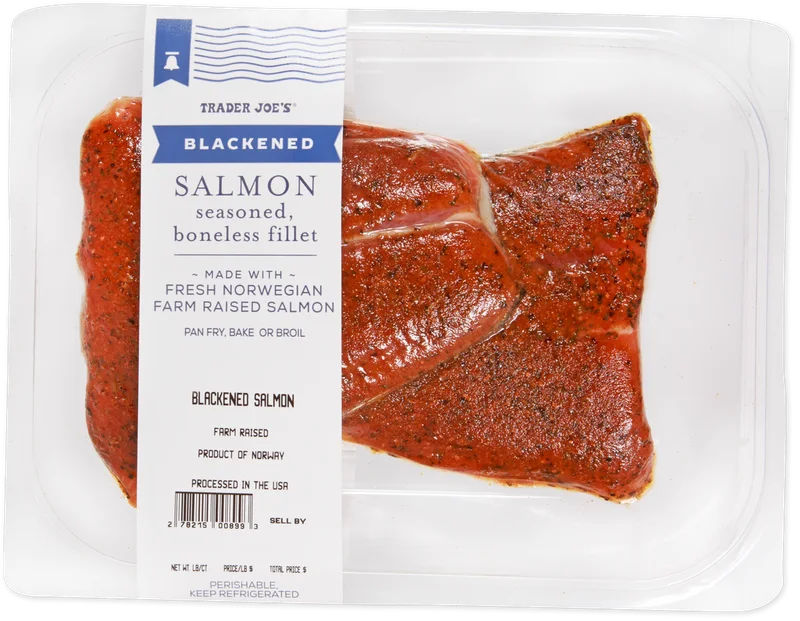 TRADER JOE'S®
BLACKENED
SALMON
seasoned,
boneless fillet
~ MADE WITH ~
FRESH NORWEGIAN
FARM RAISED SALMON
PAN FRY, BAKE OR BROIL
BLACKENED SALMON
FARM RAISED
PRODUCT OF NORWAY
PROCESSED IN THE USA
2 78215 00899 3 SELL BY
NET WT LB/CT PRICE/LB $ TOTAL PRICE $
PERISHABLE,
KEEP REFRIGERATED